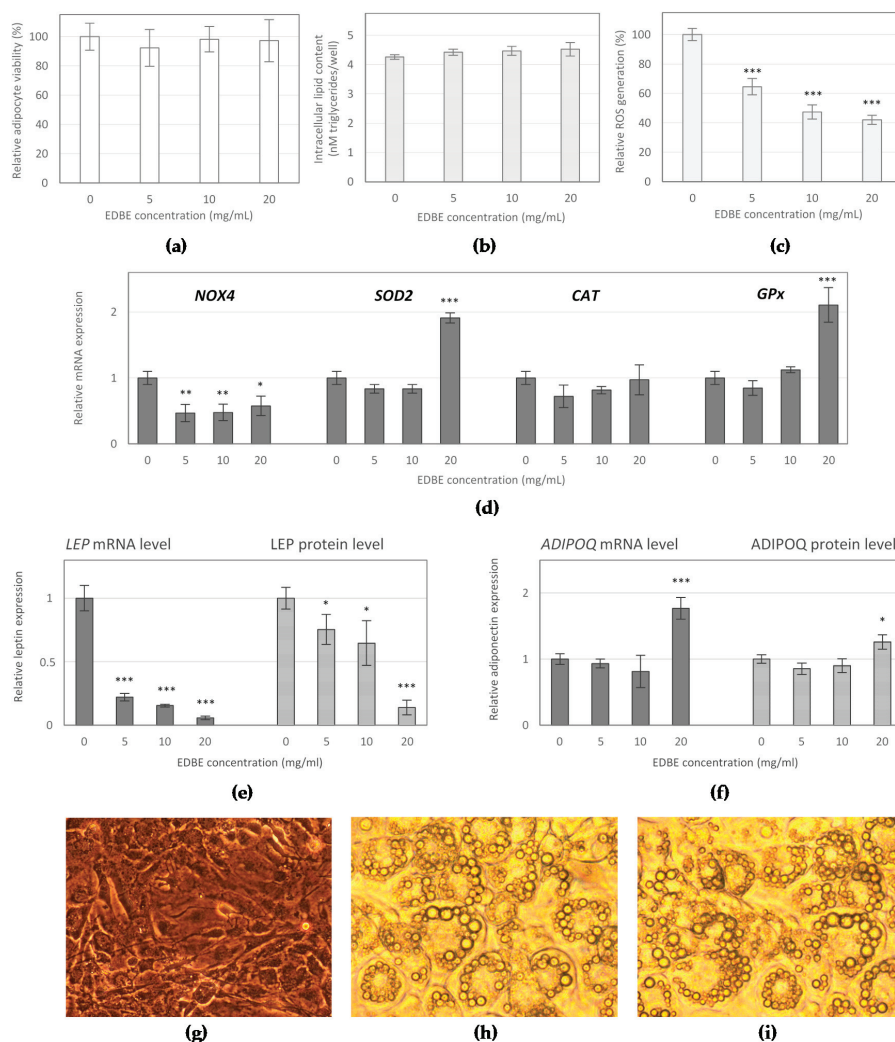 Relative adipocyte viability (%)
120
100
80
60
40
20
0
0 5 10 20
EDBE concentration (mg/mL)
(a)
Intracellular lipid content
(nM triglycerides/well)
5
4
3
2
1
0
0 5 10 20
EDBE concentration (mg/mL)
(b)
Relative ROS generation (%)
120
100
80
60
40
20
0
***
***
***
0 5 10 20
EDBE concentration (mg/mL)
(c)
Relative mRNA expression
2
1
0
NOX4 SOD2 CAT GPx
** ** * *** ***
0 5 10 20 0 5 10 20 0 5 10 20 0 5 10 20
EDBE concentration (mg/mL)
(d)
LEP mRNA level LEP protein level
Relative leptin expression
1
0.5
0
*** *** *** * * ***
0 5 10 20 0 5 10 20
EDBE concentration (mg/ml)
(e)
ADIPOQ mRNA level ADIPOQ protein level
Relative adiponectin expression
2
1
0
*** *
0 5 10 20 0 5 10 20
EDBE concentration (mg/ml)
(f)
(g) (h) (i)